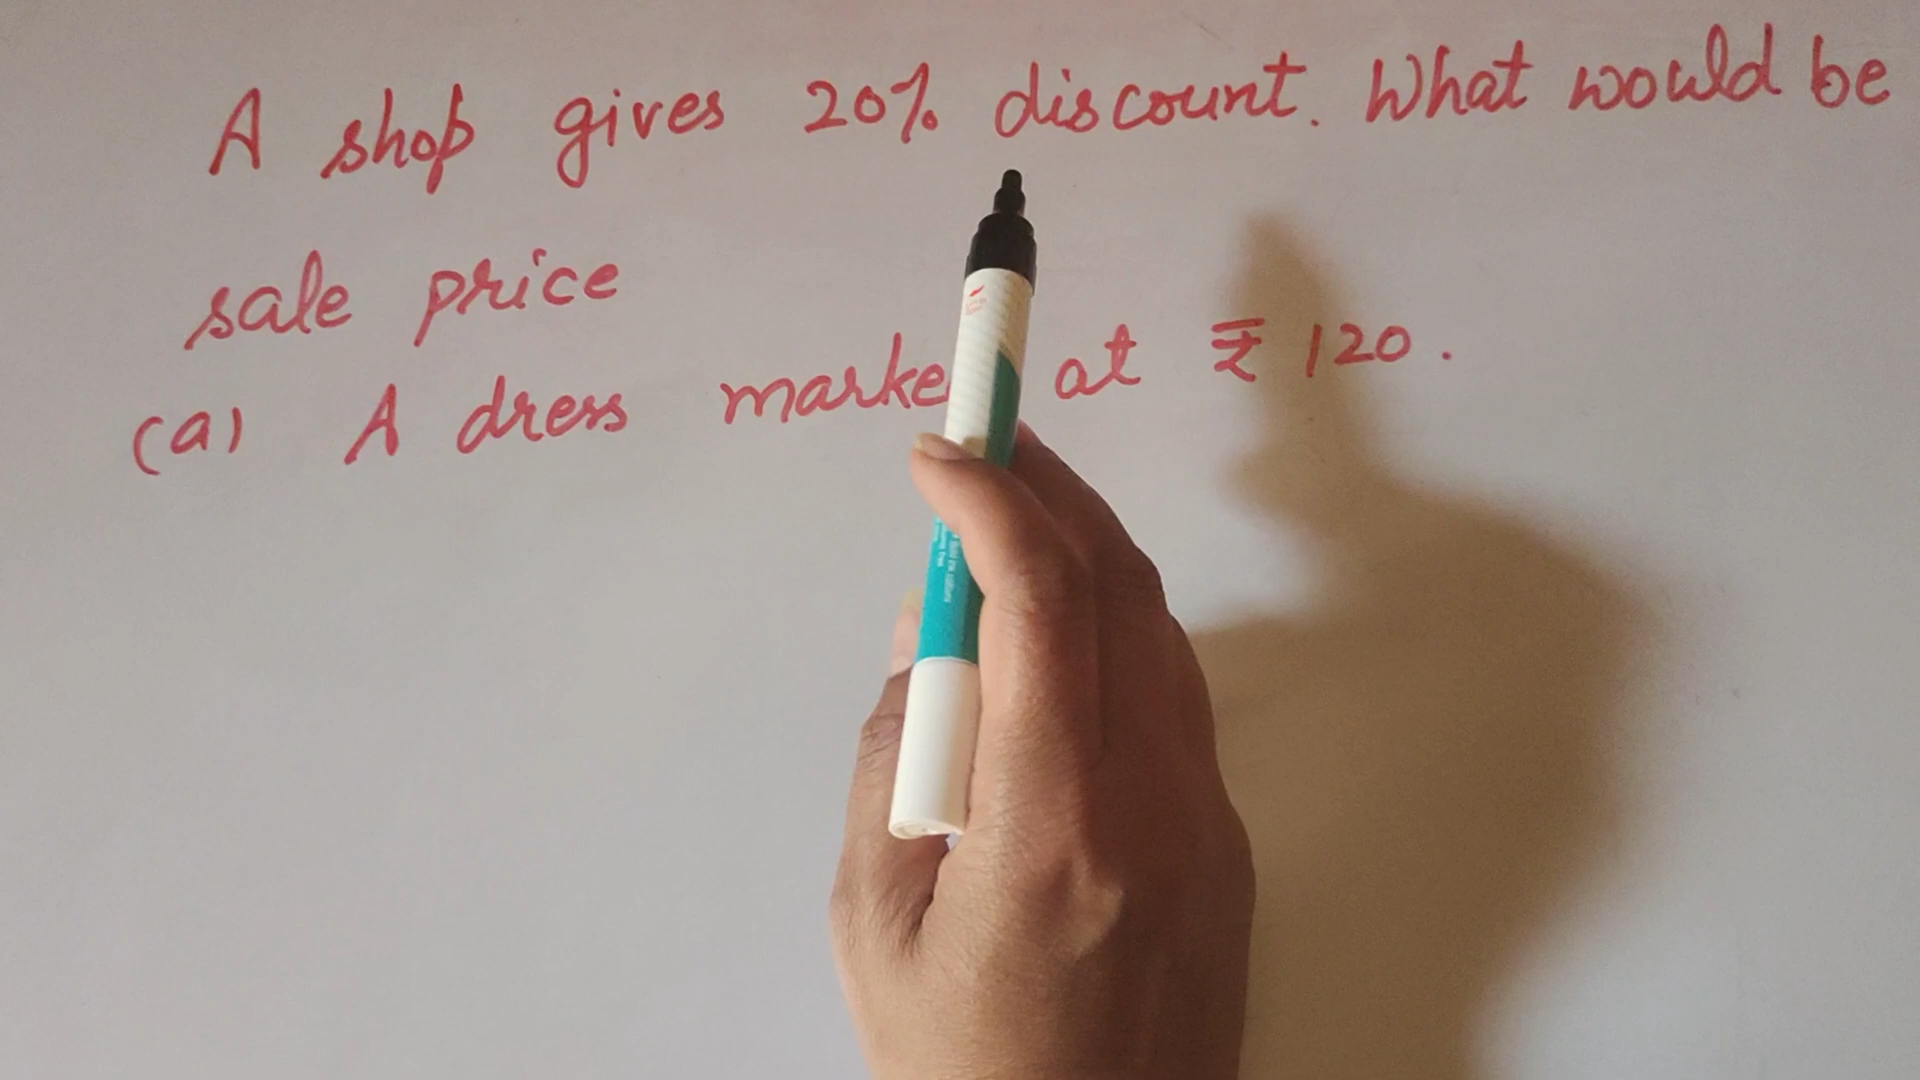 A shop gives 20% discount. What would be
sale price
(a) A dress marke at ₹ 120.